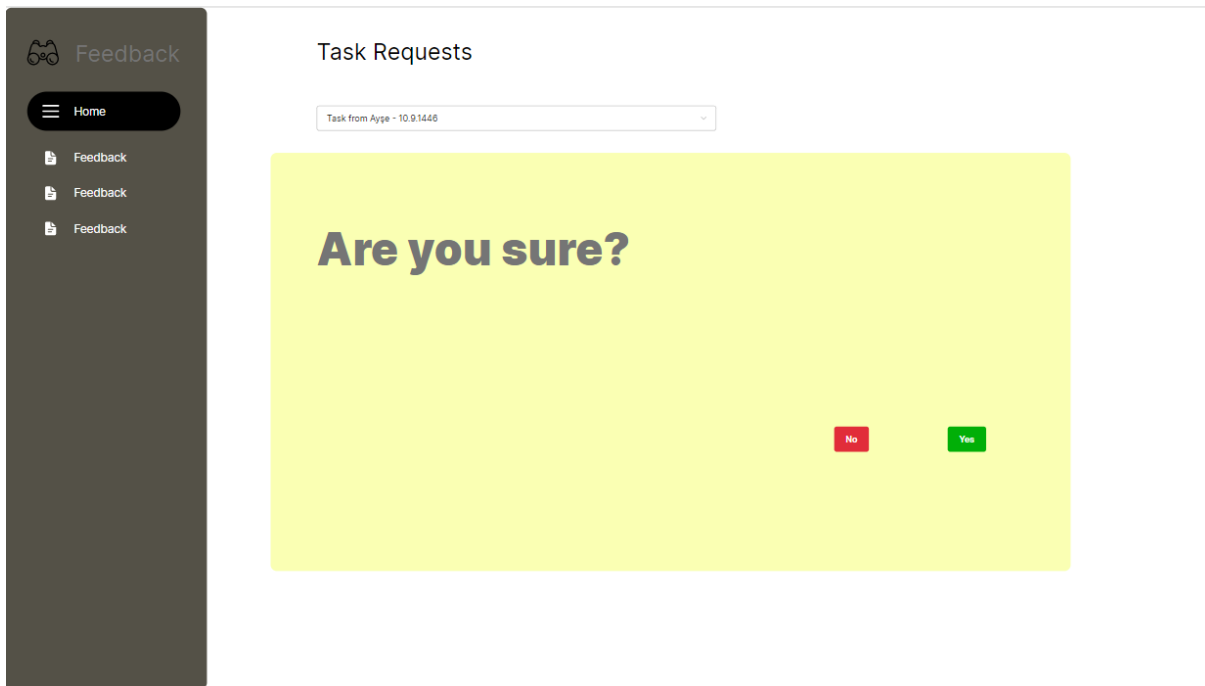 Feedback
Home
Feedback
Feedback
Feedback
Task Requests
Task from Ayşe - 10.9.1446
Are you sure?
No
Yes